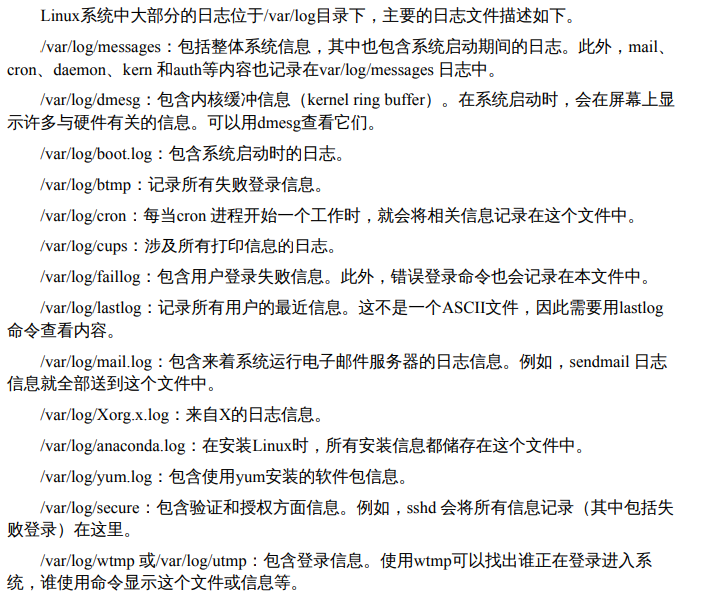 Linux系统中大部分的日志位于/var/log目录下，主要的日志文件描述如下。
/var/log/messages：包括整体系统信息，其中也包含系统启动期间的日志。此外，mail、
cron、daemon、kern 和auth等内容也记录在var/log/messages 日志中。
/var/log/dmesg：包含内核缓冲信息（kernel ring buffer）。在系统启动时，会在屏幕上显
示许多与硬件有关的信息。可以用dmesg查看它们。
/var/log/boot.log：包含系统启动时的日志。
/var/log/btmp：记录所有失败登录信息。
/var/log/cron：每当cron 进程开始一个工作时，就会将相关信息记录在这个文件中。
/var/log/cups：涉及所有打印信息的日志。
/var/log/faillog：包含用户登录失败信息。此外，错误登录命令也会记录在本文件中。
/var/log/lastlog：记录所有用户的最近信息。这不是一个ASCII文件，因此需要用lastlog
命令查看内容。
/var/log/mail.log：包含来着系统运行电子邮件服务器的日志信息。例如，sendmail 日志
信息就全部送到这个文件中。
/var/log/Xorg.x.log：来自X的日志信息。
/var/log/anaconda.log：在安装Linux时，所有安装信息都储存在这个文件中。
/var/log/yum.log：包含使用yum安装的软件包信息。
/var/log/secure：包含验证和授权方面信息。例如，sshd 会将所有信息记录（其中包括失
败登录）在这里。
/var/log/wtmp 或/var/log/utmp：包含登录信息。使用wtmp可以找出谁正在登录进入系
统，谁使用命令显示这个文件或信息等。